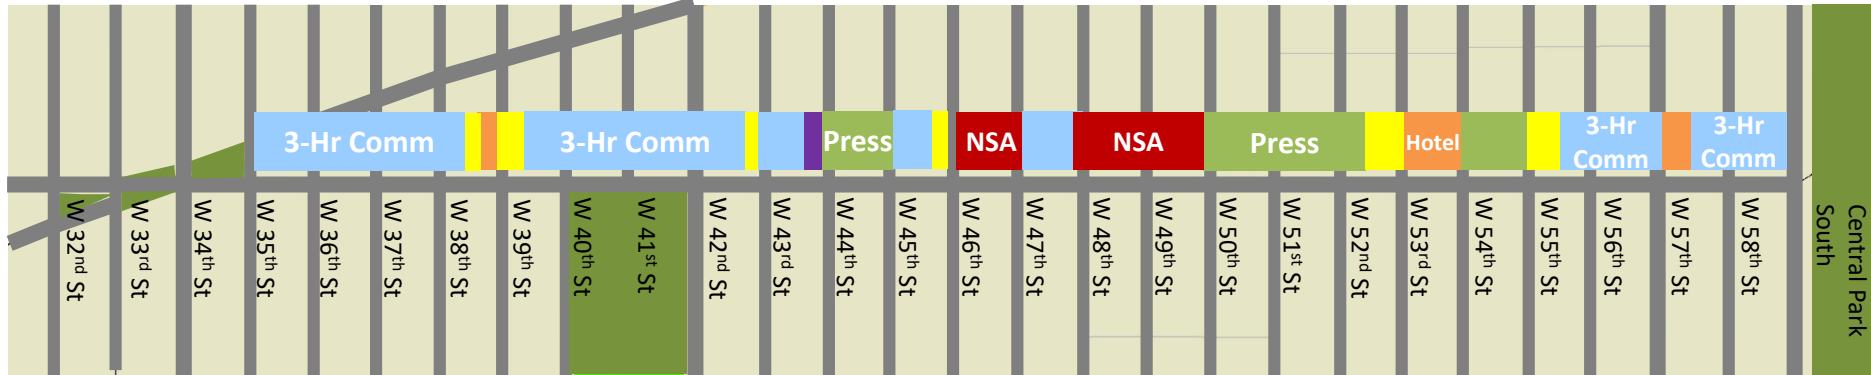 3-Hr Comm
3-Hr Comm
Press
NSA
NSA
Press
Hotel
3-Hr
Comm
3-Hr
Comm
W 32nd St
W 33rd St
W 34th St
W 35th St
W 36th St
W 37th St
W 38th St
W 39th St
W 40th St
W 41st St
W 42nd St
W 43rd St
W 44th St
W 45th St
W 46th St
W 47th St
W 48th St
W 49th St
W 50th St
W 51st St
W 52nd St
W 53rd St
W 54th St
W 55th St
W 56th St
W 57th St
W 58th St
Central Park
South